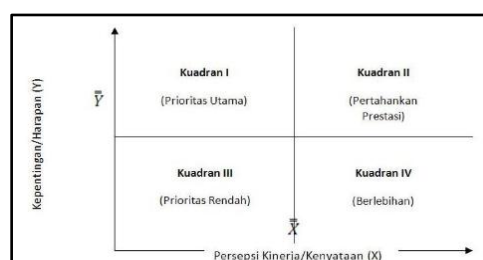 Kepentingan/Harapan (Y)
Y
Kuadran I
(Prioritas Utama)
Kuadran II
(Pertahankan
Prestasi)
Kuadran III
(Prioritas Rendah)
Kuadran IV
(Berlebihan)
X
Persepsi Kinerja/Kenyataan (X)